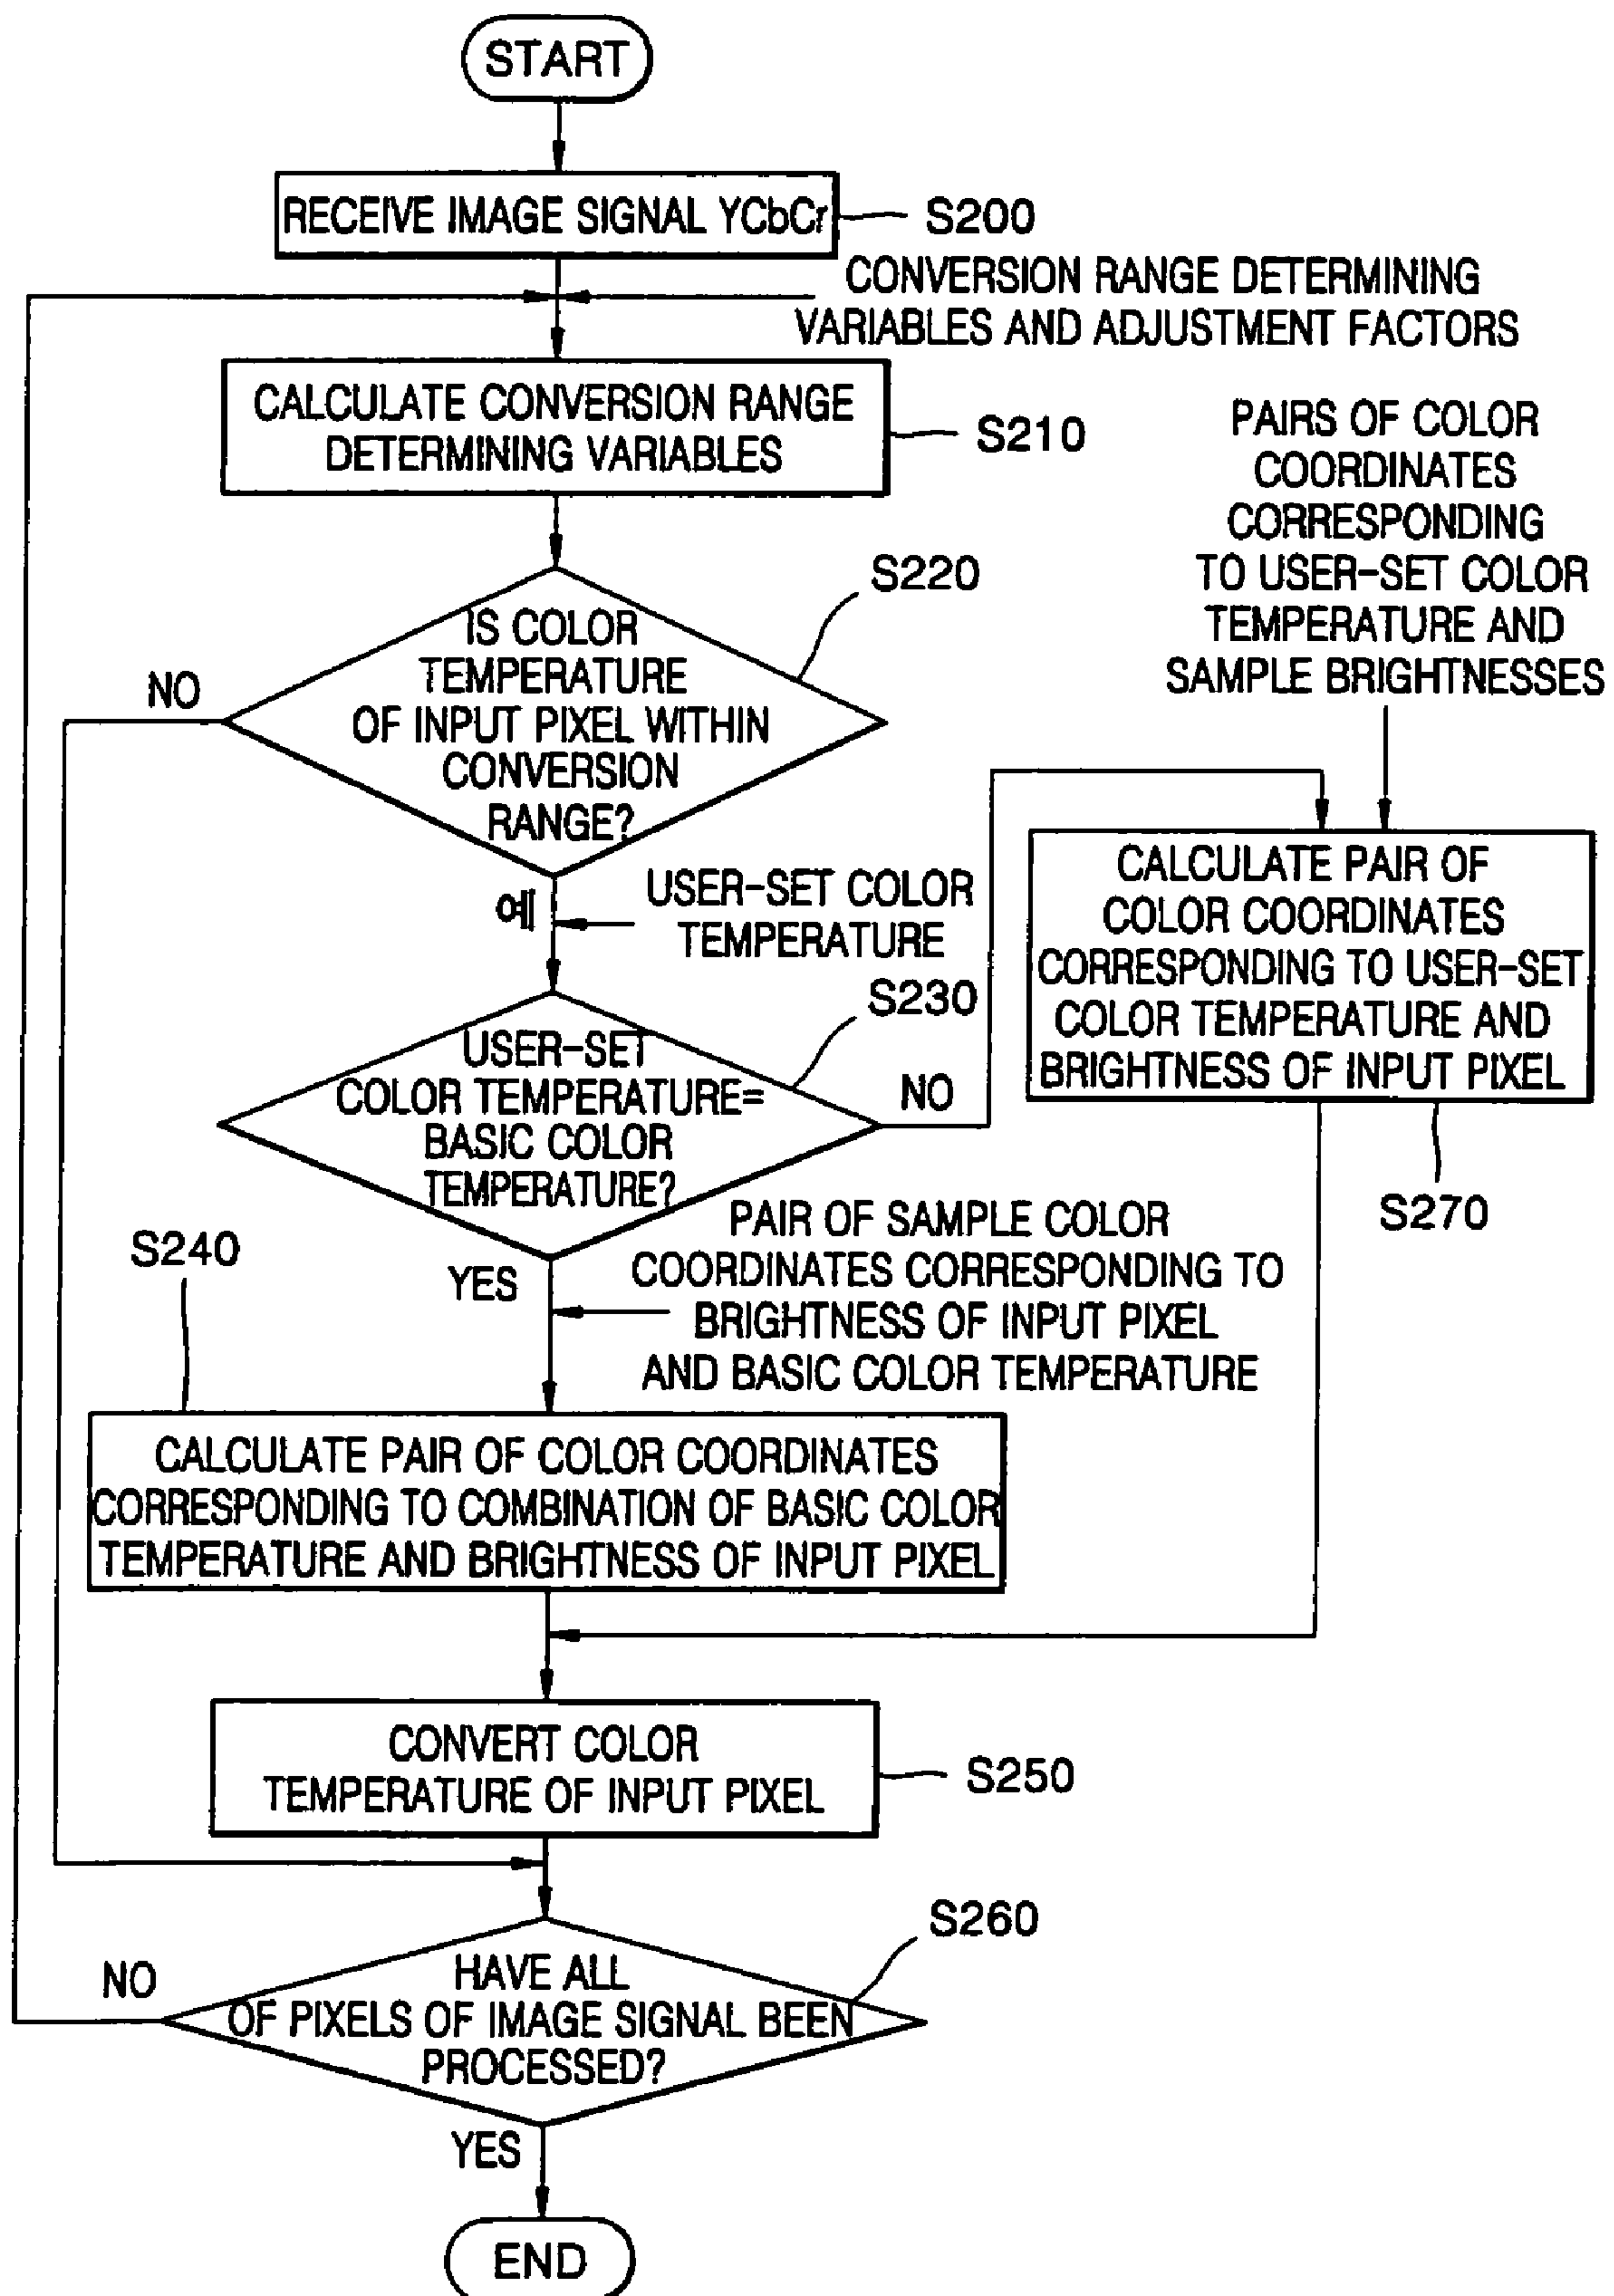 START
RECEIVE IMAGE SIGNAL YCbCr
S200
CONVERSION RANGE DETERMINING
VARIABLES AND ADJUSTMENT FACTORS
CALCULATE CONVERSION RANGE
DETERMINING VARIABLES
S210
PAIRS OF COLOR
COORDINATES
CORRESPONDING
TO USER-SET COLOR
TEMPERATURE AND
SAMPLE BRIGHTNESSES
S220
IS COLOR
TEMPERATURE
OF INPUT PIXEL WITHIN
CONVERSION
RANGE?
NO
예
USER-SET COLOR
TEMPERATURE
S230
USER-SET
COLOR TEMPERATURE=
BASIC COLOR
TEMPERATURE?
NO
CALCULATE PAIR OF
COLOR COORDINATES
CORRESPONDING TO USER-SET
COLOR TEMPERATURE AND
BRIGHTNESS OF INPUT PIXEL
S270
YES
PAIR OF SAMPLE COLOR
COORDINATES CORRESPONDING TO
BRIGHTNESS OF INPUT PIXEL
AND BASIC COLOR TEMPERATURE
S240
CALCULATE PAIR OF COLOR COORDINATES
CORRESPONDING TO COMBINATION OF BASIC COLOR
TEMPERATURE AND BRIGHTNESS OF INPUT PIXEL
CONVERT COLOR
TEMPERATURE OF INPUT PIXEL
S250
S260
HAVE ALL
OF PIXELS OF IMAGE SIGNAL BEEN
PROCESSED?
NO
YES
END